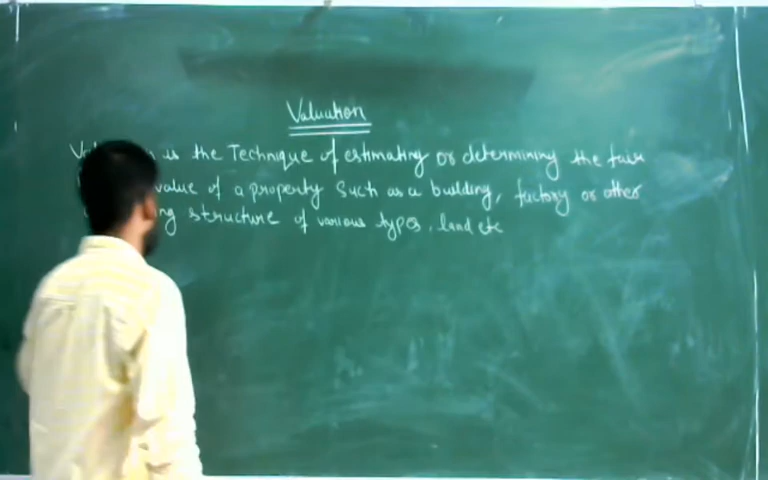 Valuation
is the Technique of estimating or determining the fair
value of a property Such as a building, factory or other
structure of various types, land etc